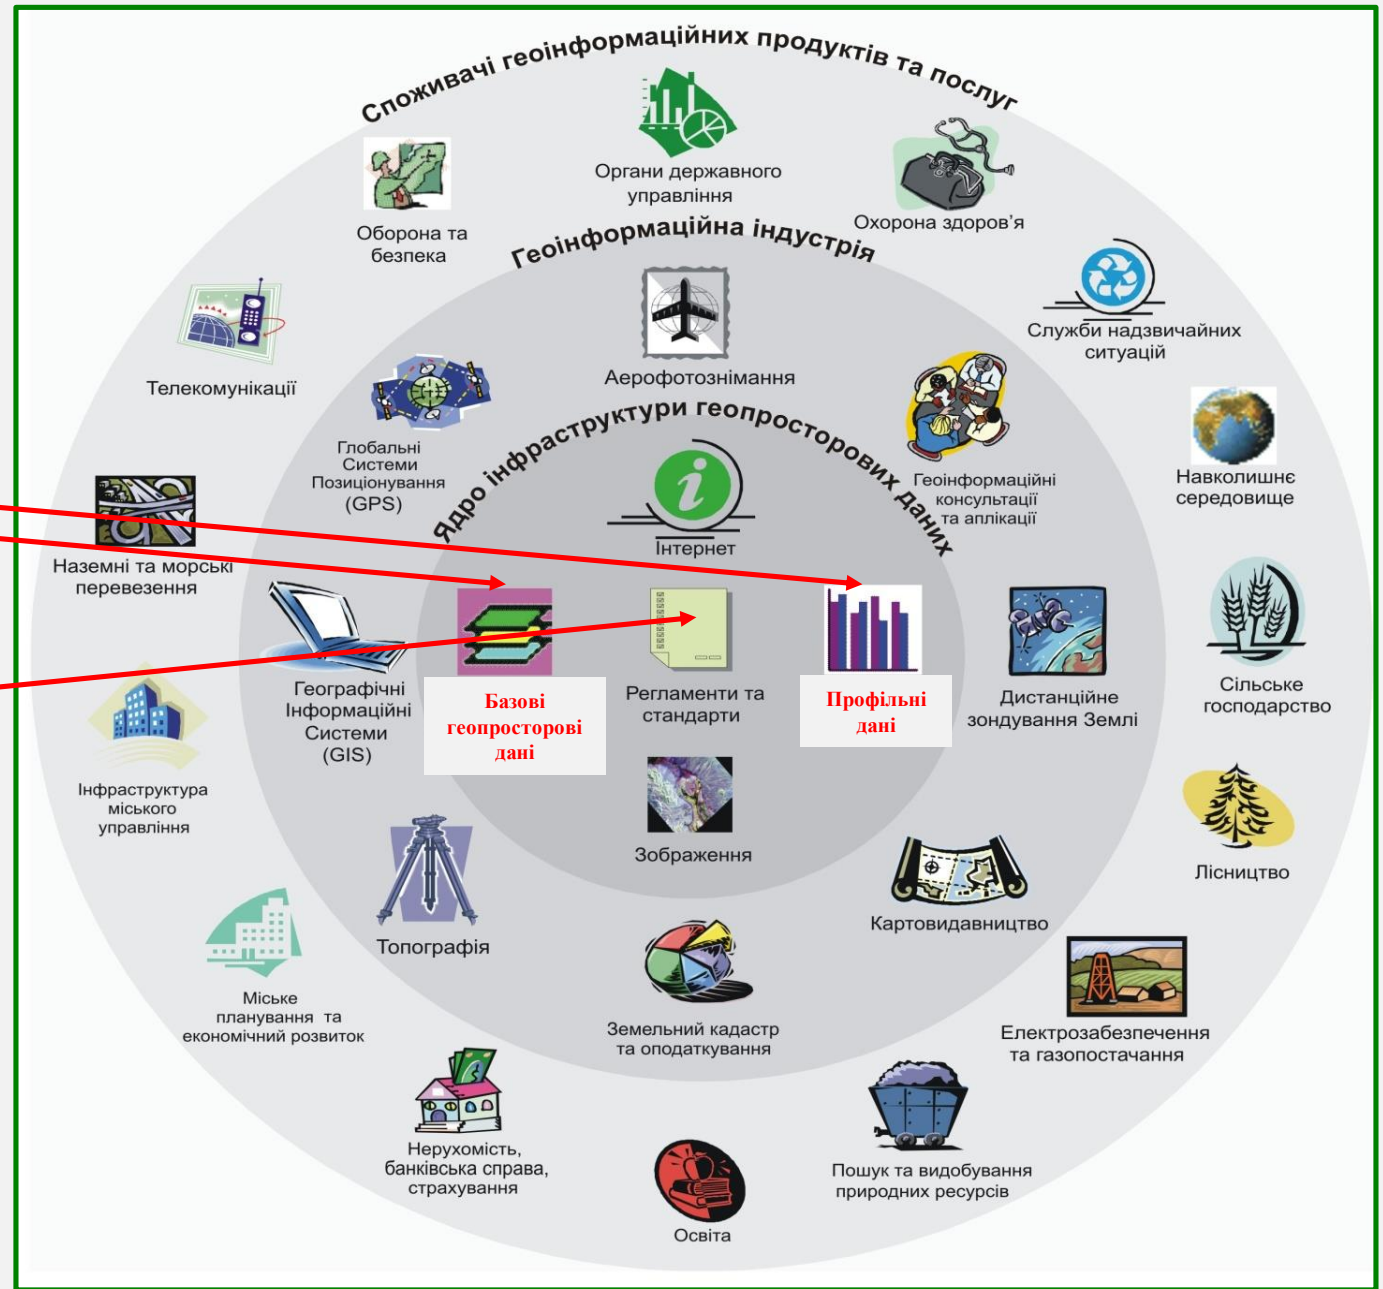 Споживачі геоінформаційних продуктів та послуг
Органи державного
управління
Оборона та
безпека
Охорона здоров'я
Геоінформаційна індустрія
Служби надзвичайних
ситуацій
Телекомунікації
Аерофотознімання
Ядро інфраструктури геопросторових даних
Глобальні
Системи
Позиціонування
(GPS)
Геоінформаційні
консультації
та аплікації
Навколишнє
середовище
Інтернет
Наземні та морські
перевезення
Географічні
Інформаційні
Системи
(GIS)
Базові
геопросторові
дані
Регламенти та
стандарти
Профільні
дані
Дистанційне
зондування Землі
Сільське
господарство
Інфраструктура
міського
управління
Зображення
Лісництво
Топографія
Картовидавництво
Міське
планування та
економічний розвиток
Земельний кадастр
та оподаткування
Електрозабезпечення
та газопостачання
Нерухомість,
банківська справа,
страхування
Пошук та видобування
природних ресурсів
Освіта